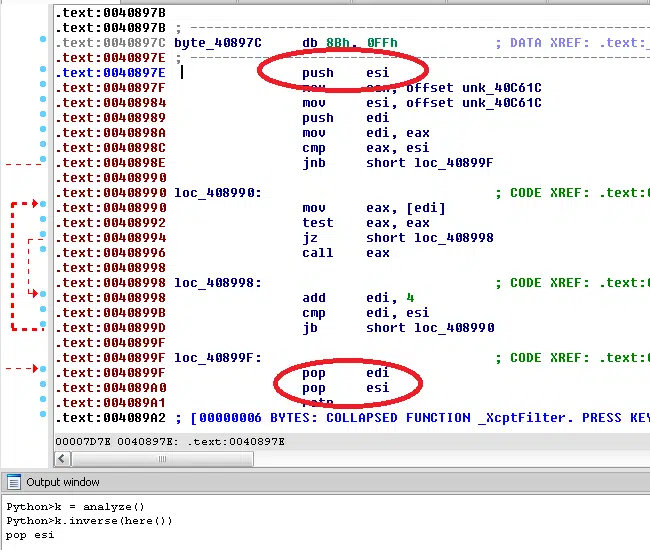 .text:0040897B
.text:0040897B ; ---------------------------------------------------------------
.text:0040897C byte_40897C db 8Bh, 0FFh ; DATA XREF: .text:
.text:0040897E ; ---------------------------------------------------------------
.text:0040897E push esi
.text:0040897F mov eax, offset unk_40C61C
.text:00408984 mov esi, offset unk_40C61C
.text:00408989 push edi
.text:0040898A mov edi, eax
.text:0040898C cmp eax, esi
.text:0040898E jnb short loc_40899F
.text:00408990
.text:00408990 loc_408990: ; CODE XREF: .text:0
.text:00408990 mov eax, [edi]
.text:00408992 test eax, eax
.text:00408994 jz short loc_408998
.text:00408996 call eax
.text:00408998
.text:00408998 loc_408998: ; CODE XREF: .text:0
.text:00408998 add edi, 4
.text:0040899B cmp edi, esi
.text:0040899D jb short loc_408990
.text:0040899F
.text:0040899F loc_40899F: ; CODE XREF: .text:0
.text:0040899F pop edi
.text:004089A0 pop esi
.text:004089A1 retn
.text:004089A2 ; [00000006 BYTES: COLLAPSED FUNCTION _XcptFilter. PRESS KEY
00007D7E 0040897E: .text:0040897E
Output window
Python>k = analyze()
Python>k.inverse(here())
pop esi